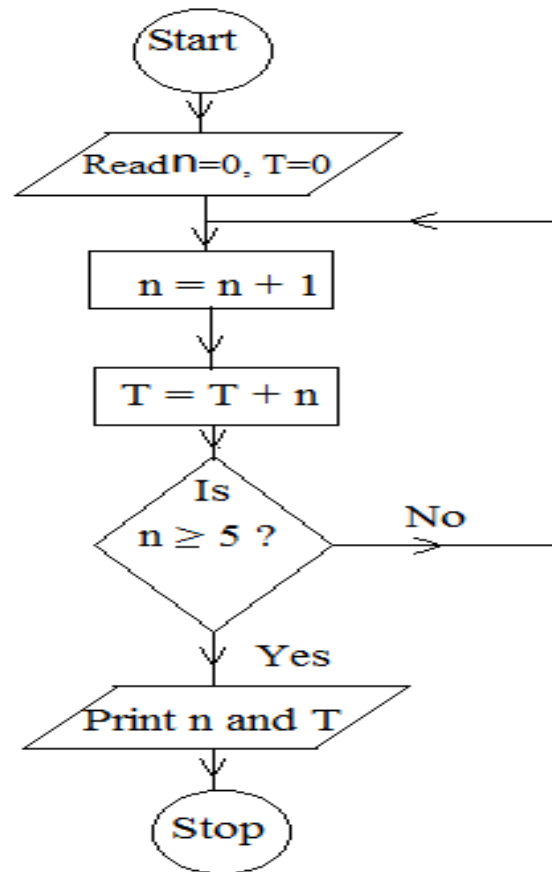 Start
Read n=0, T=0
n = n + 1
T = T + n
Is
n ≥ 5 ?
No
Yes
Print n and T
Stop